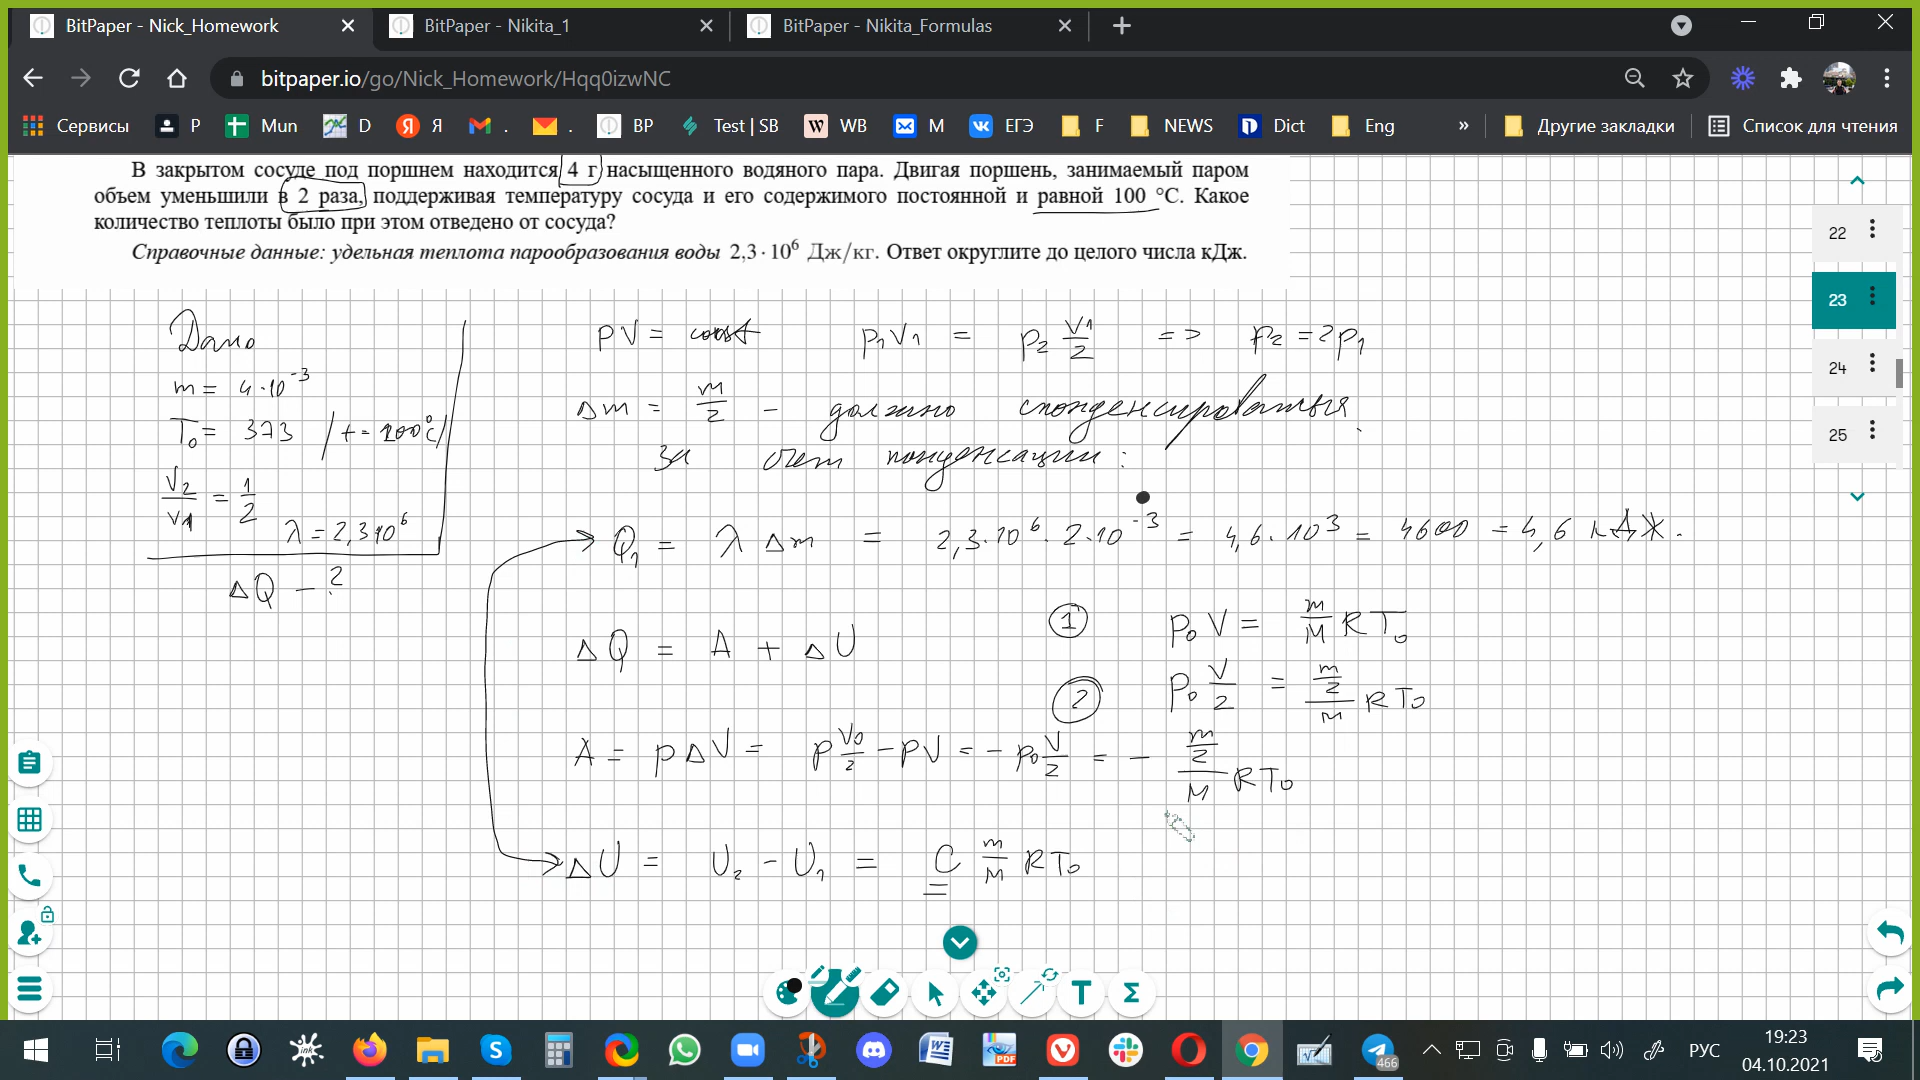 BitPaper - Nick_Homework
BitPaper - Nikita_1
BitPaper - Nikita_Formulas
bitpaper.io/go/Nick_Homework/Hqq0izwNC
Сервисы P Mun D Я . . BP Test | SB WB M ЕГЭ F NEWS Dict Eng » Другие закладки Список для чтения
В закрытом сосуде под поршнем находится 4 г насыщенного водяного пара. Двигая поршень, занимаемый паром
объем уменьшили в 2 раза, поддерживая температуру сосуда и его содержимого постоянной и равной 100 °С. Какое
количество теплоты было при этом отведено от сосуда?
Справочные данные: удельная теплота парообразования воды 2,3 · 10⁶ Дж/кг. Ответ округлите до целого числа кДж.
22
23
24
25
Дано
m = 4·10⁻³
T₀ = 373 / t = 100°C /
V₂/V₁ = 1/2
λ = 2,3·10⁶
ΔQ - ?
pV = const p₁V₁ = p₂ V₁/2 => p₂ = 2p₁
Δm = m/2 - должно сконденсироваться.
За счет конденсации:
Q₁ = λ Δm = 2,3·10⁶ · 2·10⁻³ = 4,6·10³ = 4600 = 4,6 кДж.
① p₀ V = m/M R T₀
ΔQ = A + ΔU
② p₀ V/2 = (m/2)/M R T₀
A = p ΔV = p V₀/2 - pV = - p₀ V/2 = - (m/2)/M R T₀
ΔU = U₂ - U₁ = C m/M R T₀
T Σ
466
РУС
19:23
04.10.2021